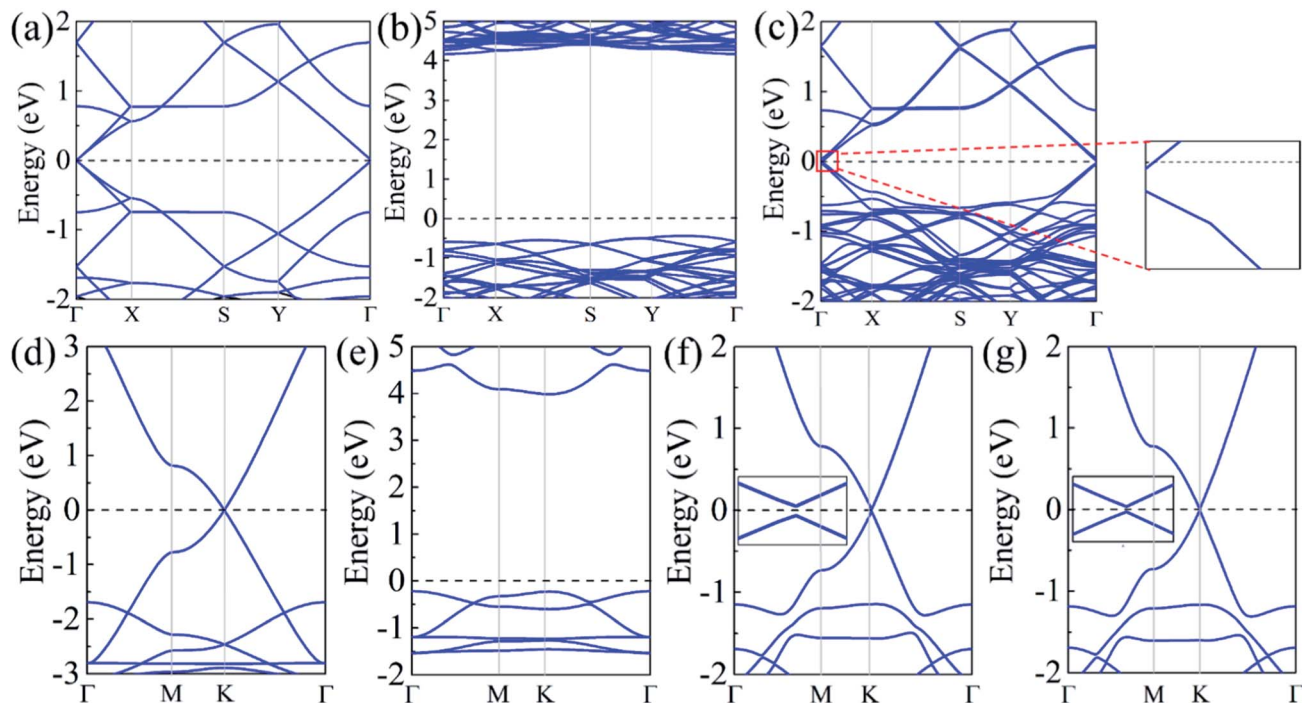 (a)
Energy (eV)
2
1
0
-1
-2
Γ X S Y Γ
(b)
Energy (eV)
5
4
3
2
1
0
-1
-2
Γ X S Y Γ
(c)
Energy (eV)
2
1
0
-1
-2
Γ X S Y Γ
(d)
Energy (eV)
3
2
1
0
-1
-2
-3
Γ M K Γ
(e)
Energy (eV)
5
4
3
2
1
0
-1
-2
Γ M K Γ
(f)
Energy (eV)
2
1
0
-1
-2
Γ M K Γ
(g)
Energy (eV)
2
1
0
-1
-2
Γ M K Γ